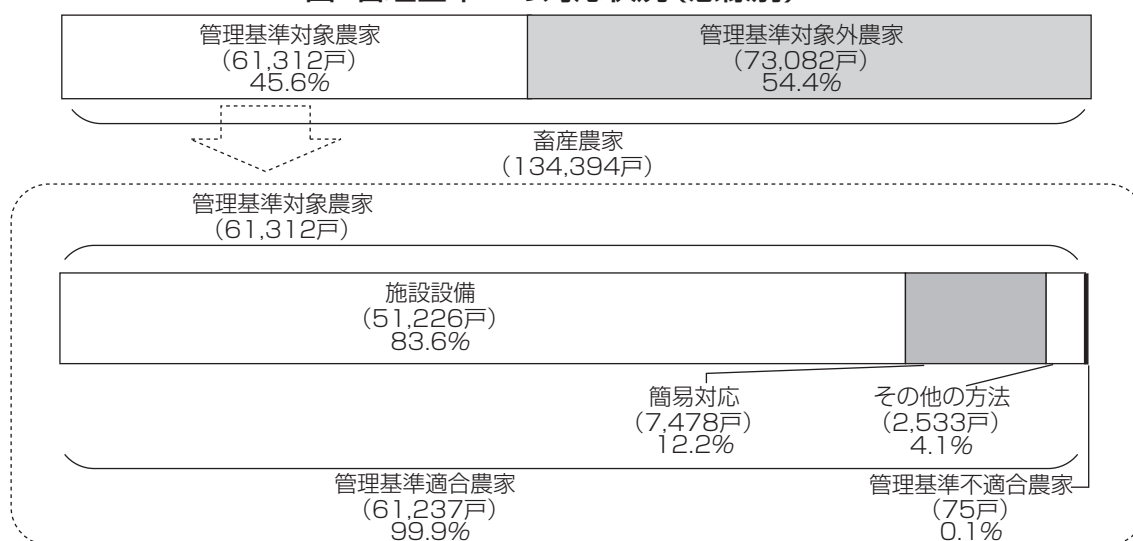 管理基準対象農家
(61,312戸)
45.6%
管理基準対象外農家
(73,082戸)
54.4%
畜産農家
(134,394戸)
管理基準対象農家
(61,312戸)
施設設備
(51,226戸)
83.6%
簡易対応
(7,478戸)
12.2%
その他の方法
(2,533戸)
4.1%
管理基準適合農家
(61,237戸)
99.9%
管理基準不適合農家
(75戸)
0.1%